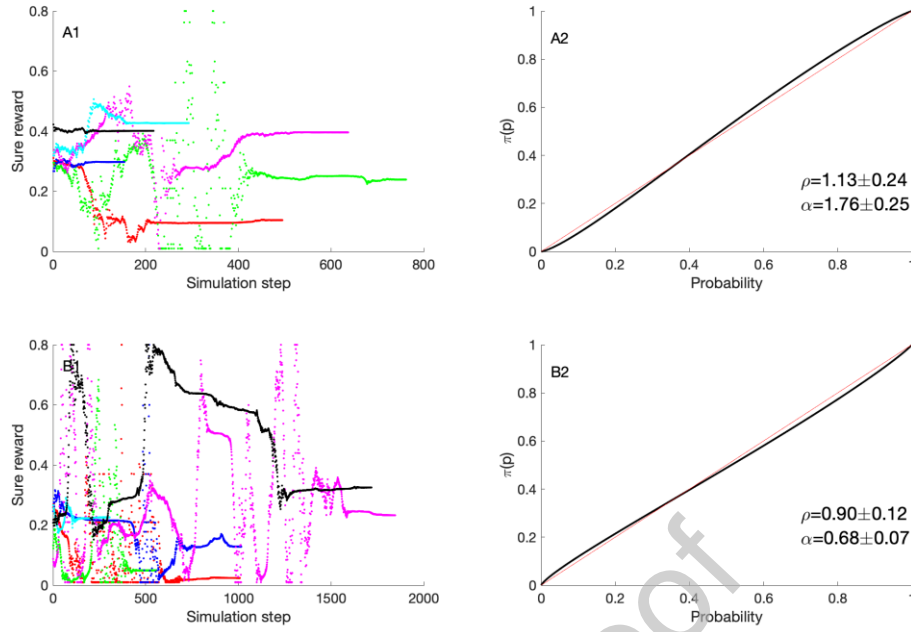 0.8
0.6
0.4
0.2
0
Sure reward
A1
0
200
400
600
800
Simulation step
1
0.8
0.6
0.4
0.2
0
π(p)
A2
ρ=1.13±0.24
α=1.76±0.25
0
0.2
0.4
0.6
0.8
1
Probability
0.8
0.6
0.4
0.2
0
Sure reward
B1
0
500
1000
1500
2000
Simulation step
1
0.8
0.6
0.4
0.2
0
π(p)
B2
ρ=0.90±0.12
α=0.68±0.07
0
0.2
0.4
0.6
0.8
1
Probability
oof